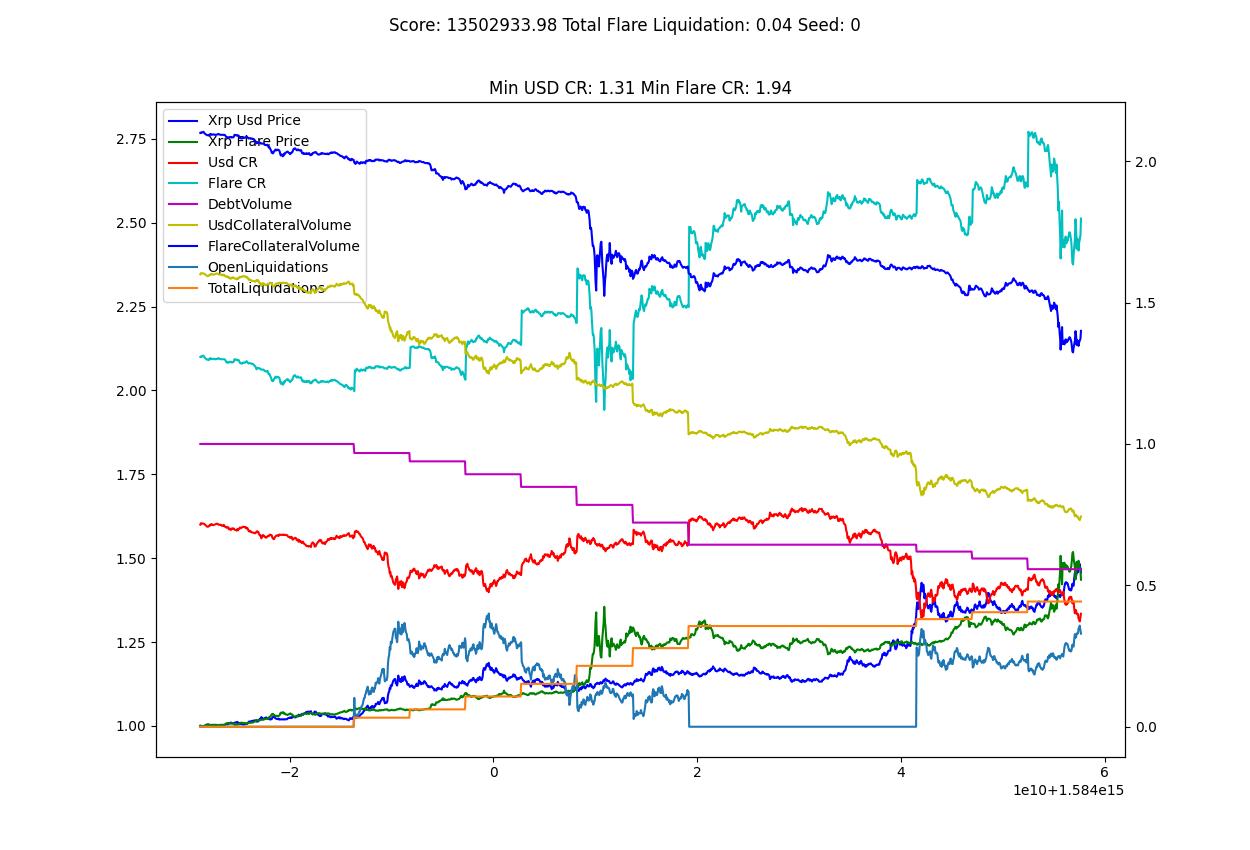 Score: 13502933.98 Total Flare Liquidation: 0.04 Seed: 0
Min USD CR: 1.31 Min Flare CR: 1.94
Xrp Usd Price
Xrp Flare Price
Usd CR
Flare CR
DebtVolume
UsdCollateralVolume
FlareCollateralVolume
OpenLiquidations
TotalLiquidations
2.75
2.50
2.25
2.00
1.75
1.50
1.25
1.00
2.0
1.5
1.0
0.5
0.0
−2
0
2
4
6
1e10+1.584e15